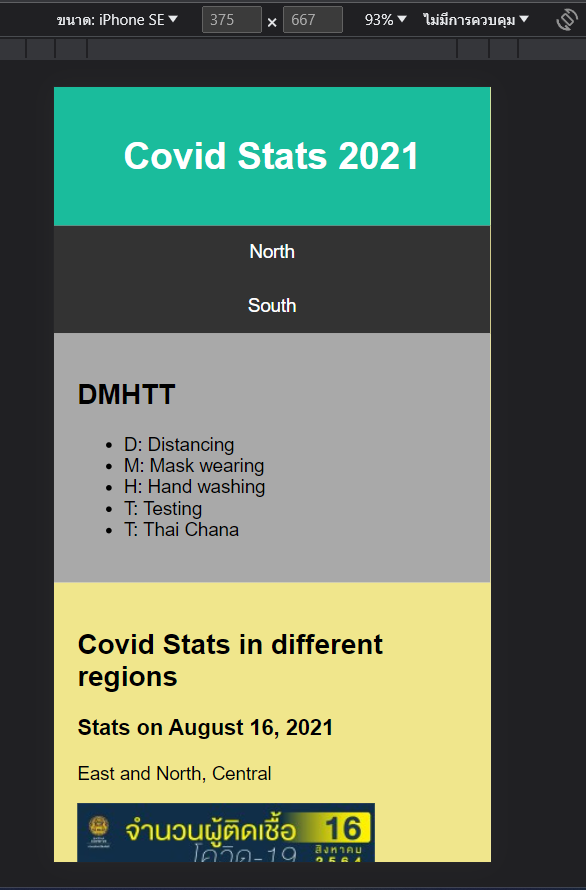 ขนาด: iPhone SE ▼ 375 × 667 93% ▼ ไม่มีการควบคุม ▼
Covid Stats 2021
North
South
DMHTT
• D: Distancing
• M: Mask wearing
• H: Hand washing
• T: Testing
• T: Thai Chana
Covid Stats in different
regions
Stats on August 16, 2021
East and North, Central
จำนวนผู้ติดเชื้อ 16
โควิด-19 สิงหาคม
2564